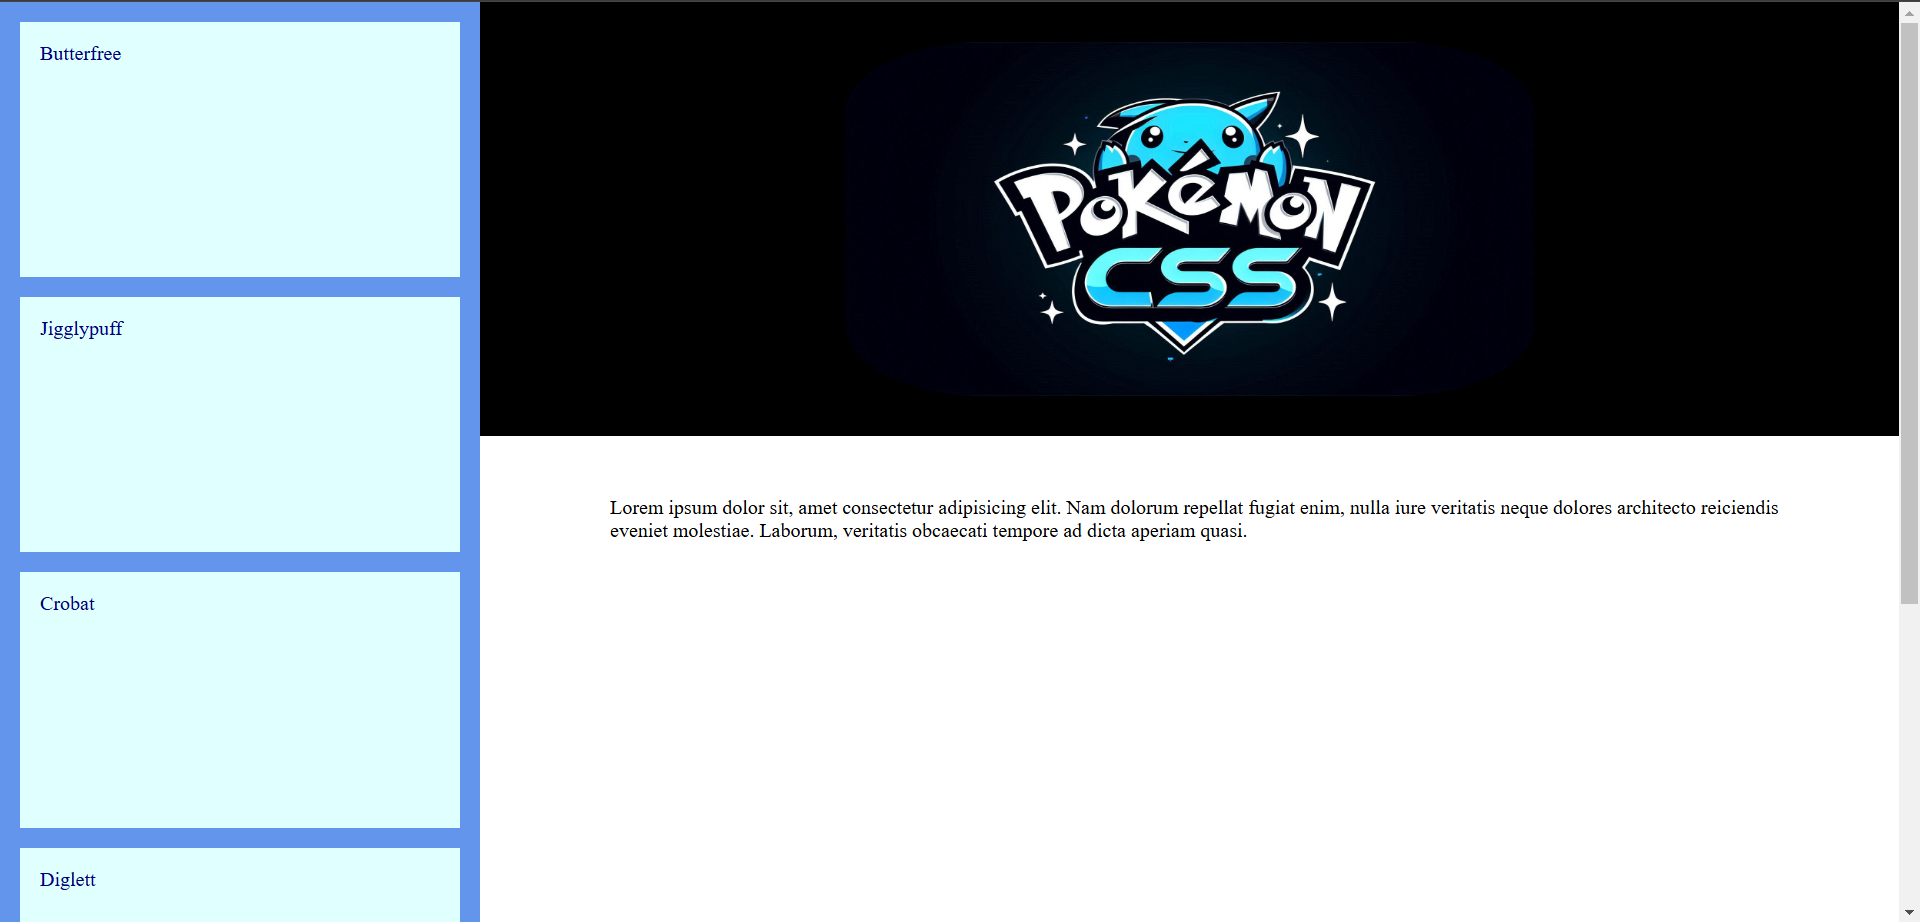 Butterfree
Jigglypuff
Crobat
Diglett
POKéMON
CSS
Lorem ipsum dolor sit, amet consectetur adipisicing elit. Nam dolorum repellat fugiat enim, nulla iure veritatis neque dolores architecto reiciendis
eveniet molestiae. Laborum, veritatis obcaecati tempore ad dicta aperiam quasi.